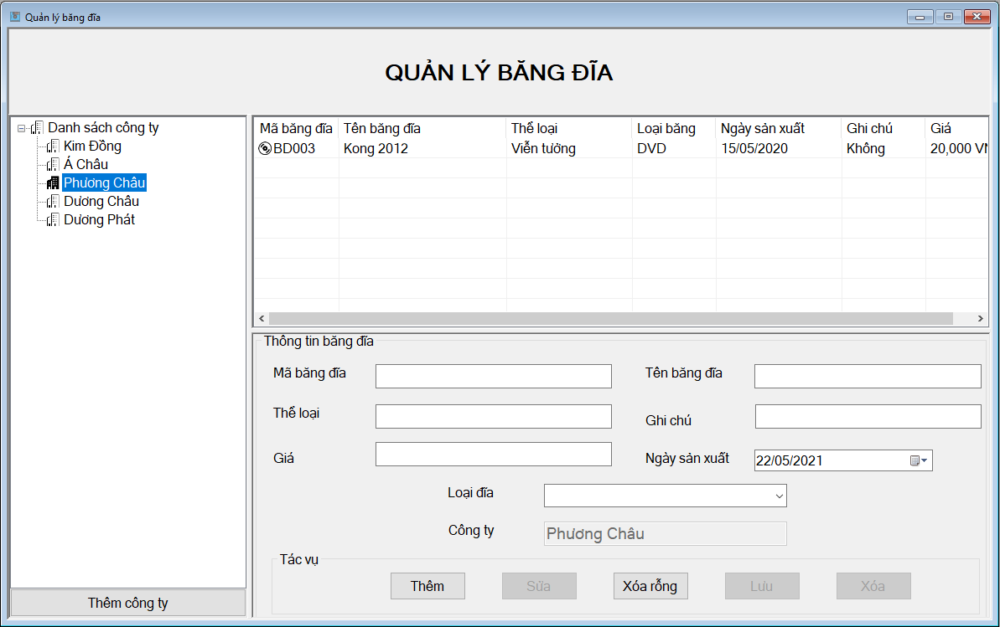 Quản lý băng đĩa
QUẢN LÝ BĂNG ĐĨA
Danh sách công ty
Kim Đồng
Á Châu
Phương Châu
Dương Châu
Dương Phát
Thêm công ty
Mã băng đĩa Tên băng đĩa Thể loại Loại băng Ngày sản xuất Ghi chú Giá
BD003 Kong 2012 Viễn tưởng DVD 15/05/2020 Không 20,000
Thông tin băng đĩa
Mã băng đĩa Tên băng đĩa
Thể loại Ghi chú
Giá Ngày sản xuất 22/05/2021
Loại đĩa
Công ty Phương Châu
Tác vụ
Thêm Sửa Xóa rỗng Lưu Xóa